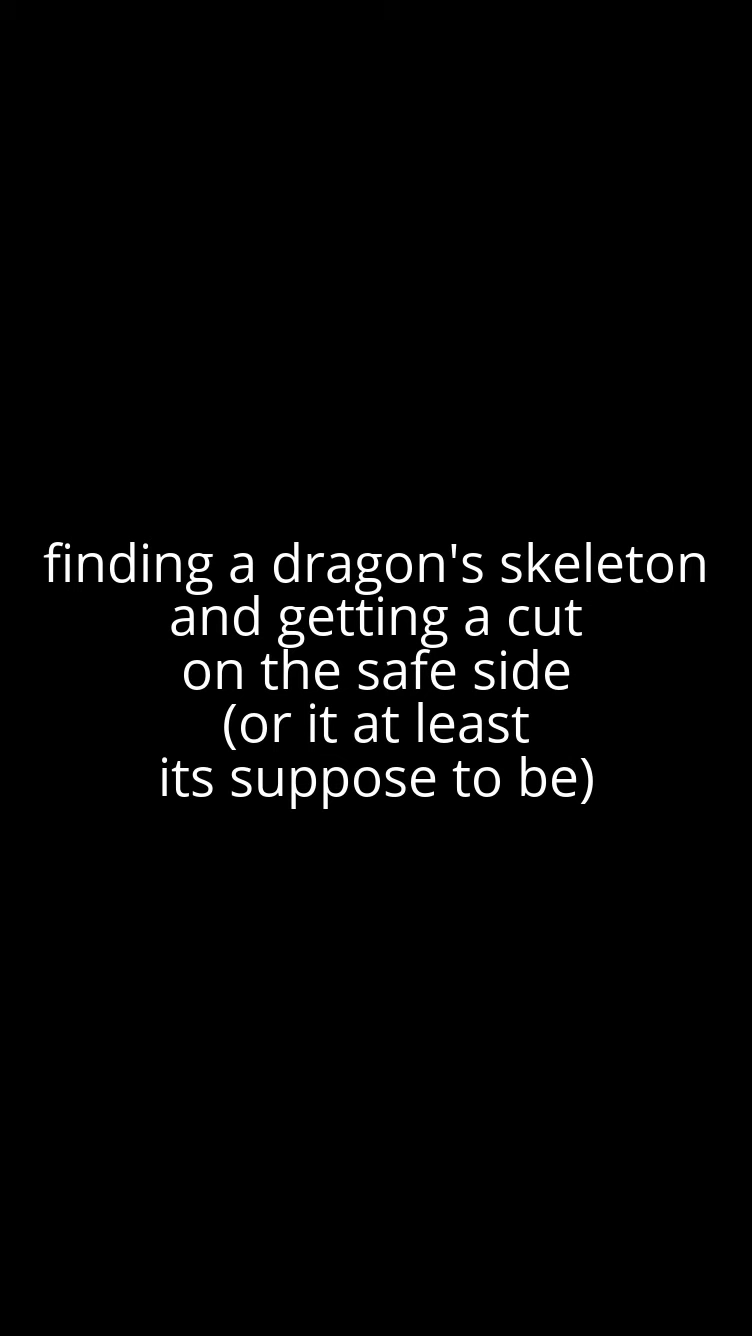 finding a dragon's skeleton
and getting a cut
on the safe side
(or it at least
its suppose to be)